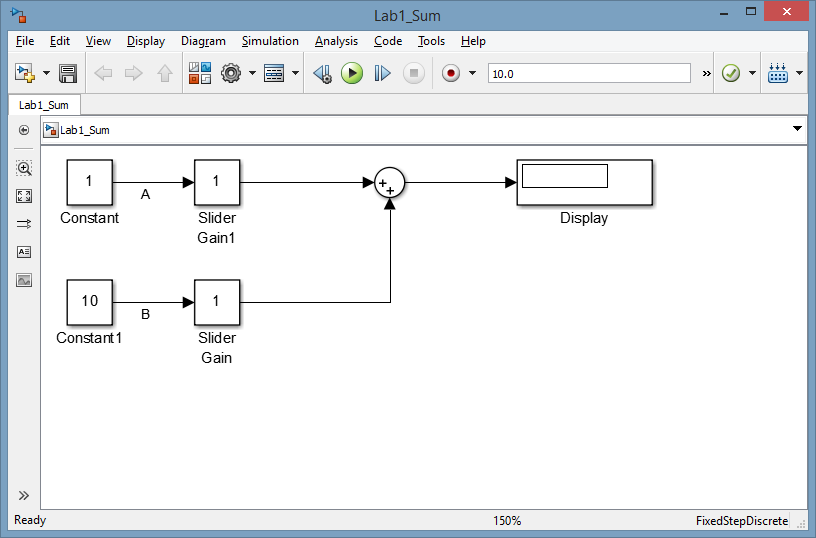 Lab1_Sum
File Edit View Display Diagram Simulation Analysis Code Tools Help
10.0
»
Lab1_Sum
Lab1_Sum
1
A
1
Constant
Slider
Gain1
+
+
Display
10
B
1
Constant1
Slider
Gain
Ready
150%
FixedStepDiscrete